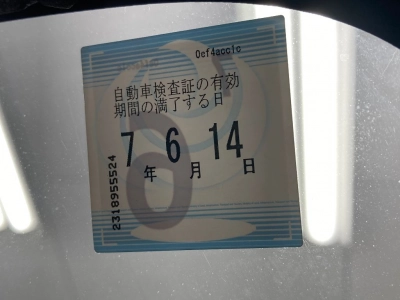 0ef4acc1c
自動車検査証の有効
期間の満了する日
7 6 14
年 月 日
2318955524